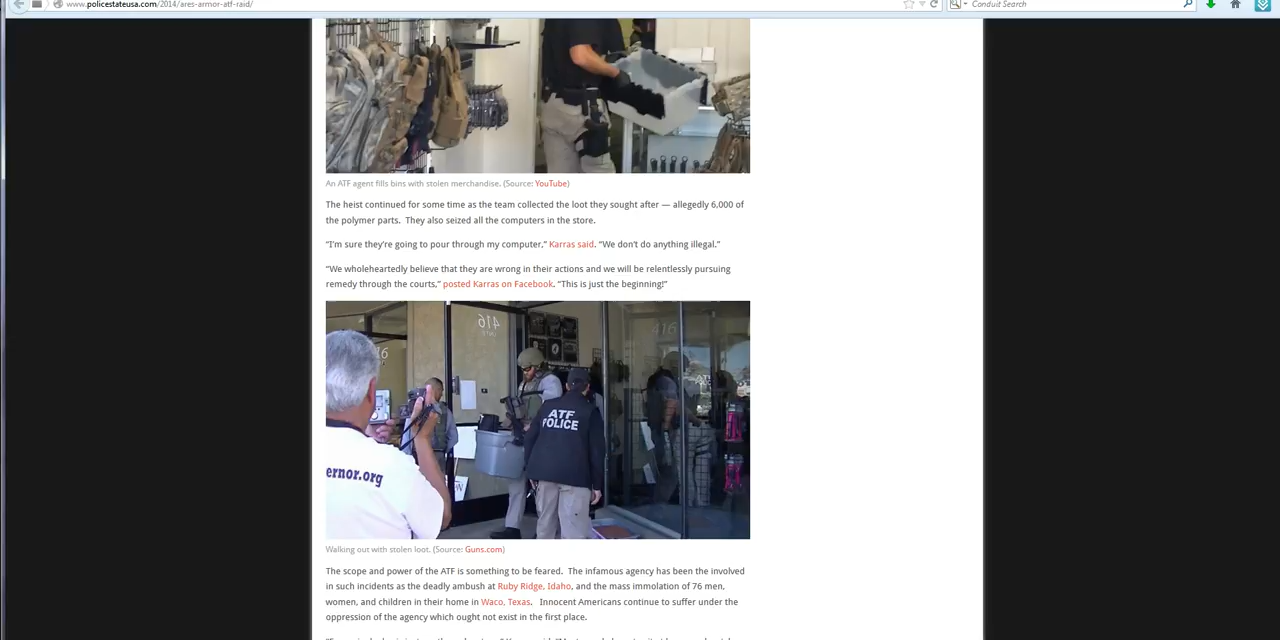 www.policestateusa.com/2014/ares-armor-atf-raid/
Conduit Search
An ATF agent fills bins with stolen merchandise. (Source: YouTube)
The heist continued for some time as the team collected the loot they sought after — allegedly 6,000 of
the polymer parts.  They also seized all the computers in the store.
“I’m sure they’re going to pour through my computer,” Karras said. “We don’t do anything illegal.”
“We wholeheartedly believe that they are wrong in their actions and we will be relentlessly pursuing
remedy through the courts,” posted Karras on Facebook. “This is just the beginning!”
416
416
ATF
POLICE
ernor.org
Walking out with stolen loot. (Source: Guns.com)
The scope and power of the ATF is something to be feared.  The infamous agency has been the involved
in such incidents as the deadly ambush at Ruby Ridge, Idaho, and the mass immolation of 76 men,
women, and children in their home in Waco, Texas.   Innocent Americans continue to suffer under the
oppression of the agency which ought not exist in the first place.